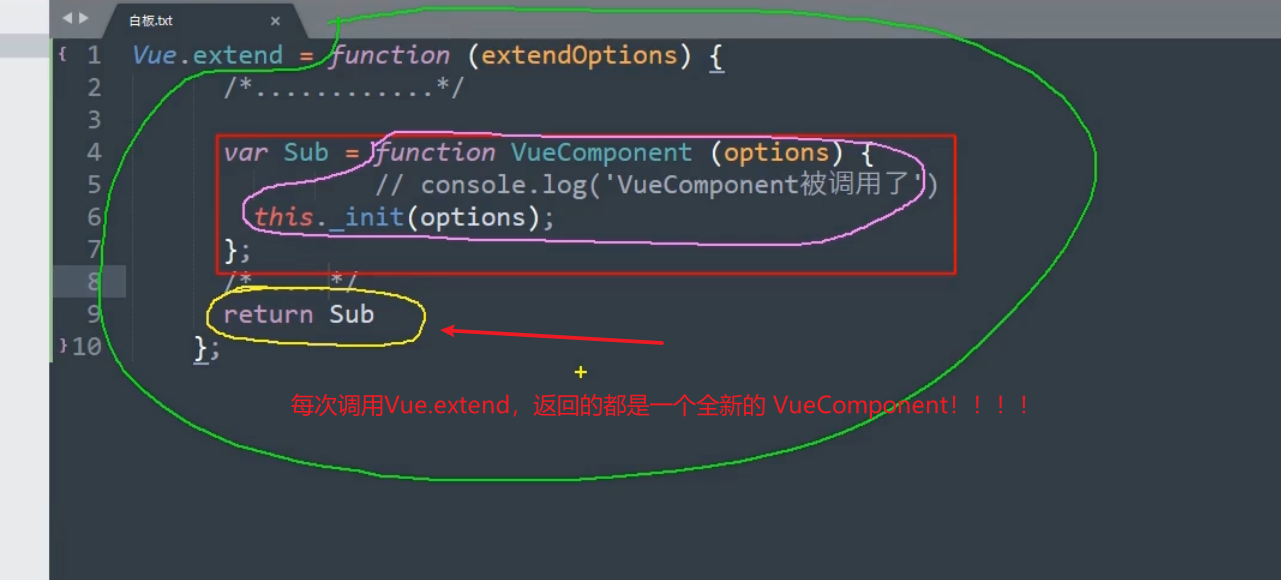 白板.txt ×
{ 1 Vue.extend = function (extendOptions) {
2 /*............*/
3
4 var Sub = function VueComponent (options) {
5 // console.log('VueComponent被调用了')
6 this._init(options);
7 };
8 /* */
9 return Sub
} 10 };
每次调用Vue.extend，返回的都是一个全新的 VueComponent！！！！